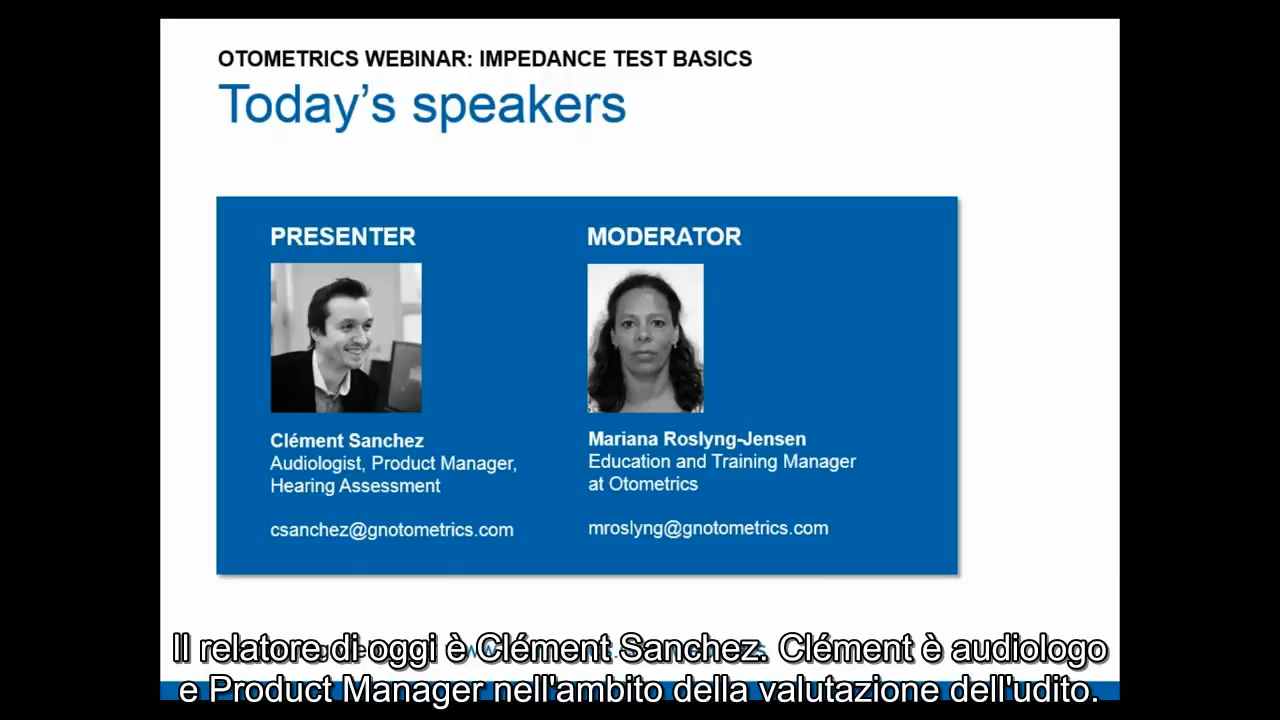 OTOMETRICS WEBINAR: IMPEDANCE TEST BASICS
Today's speakers
PRESENTER
Clément Sanchez
Audiologist, Product Manager,
Hearing Assessment
csanchez@gnotometrics.com
MODERATOR
Mariana Roslyng-Jensen
Education and Training Manager
at Otometrics
mroslyng@gnotometrics.com
Il relatore di oggi è Clément Sanchez. Clément è audiologo
e Product Manager nell'ambito della valutazione dell'udito.